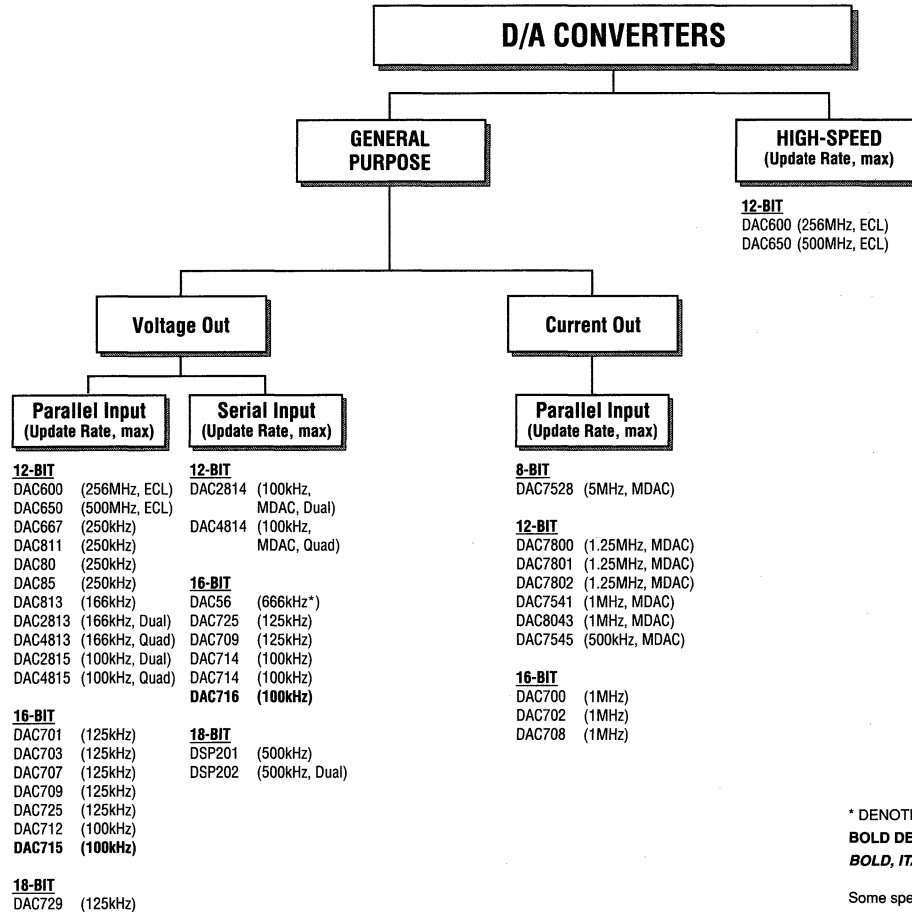 D/A CONVERTERS
GENERAL
PURPOSE
HIGH-SPEED
(Update Rate, max)
12-BIT
DAC600 (256MHz, ECL)
DAC650 (500MHz, ECL)
Voltage Out
Current Out
Parallel Input
(Update Rate, max)
12-BIT
DAC600 (256MHz, ECL)
DAC650 (500MHz, ECL)
DAC667 (250kHz)
DAC811 (250kHz)
DAC80 (250kHz)
DAC85 (250kHz)
DAC813 (166kHz)
DAC2813 (166kHz, Dual)
DAC4813 (166kHz, Quad)
DAC2815 (100kHz, Dual)
DAC4815 (100kHz, Quad)
16-BIT
DAC701 (125kHz)
DAC703 (125kHz)
DAC707 (125kHz)
DAC709 (125kHz)
DAC725 (125kHz)
DAC712 (100kHz)
DAC715 (100kHz)
18-BIT
DAC729 (125kHz)
Serial Input
(Update Rate, max)
12-BIT
DAC2814 (100kHz,
MDAC, Dual)
DAC4814 (100kHz,
MDAC, Quad)
16-BIT
DAC56 (666kHz*)
DAC725 (125kHz)
DAC709 (125kHz)
DAC714 (100kHz)
DAC714 (100kHz)
DAC716 (100kHz)
18-BIT
DSP201 (500kHz)
DSP202 (500kHz, Dual)
Parallel Input
(Update Rate, max)
8-BIT
DAC7528 (5MHz, MDAC)
12-BIT
DAC7800 (1.25MHz, MDAC)
DAC7801 (1.25MHz, MDAC)
DAC7802 (1.25MHz, MDAC)
DAC7541 (1MHz, MDAC)
DAC8043 (1MHz, MDAC)
DAC7545 (500kHz, MDAC)
16-BIT
DAC700 (1MHz)
DAC702 (1MHz)
DAC708 (1MHz)
*
BOLD
BOLD,
Some